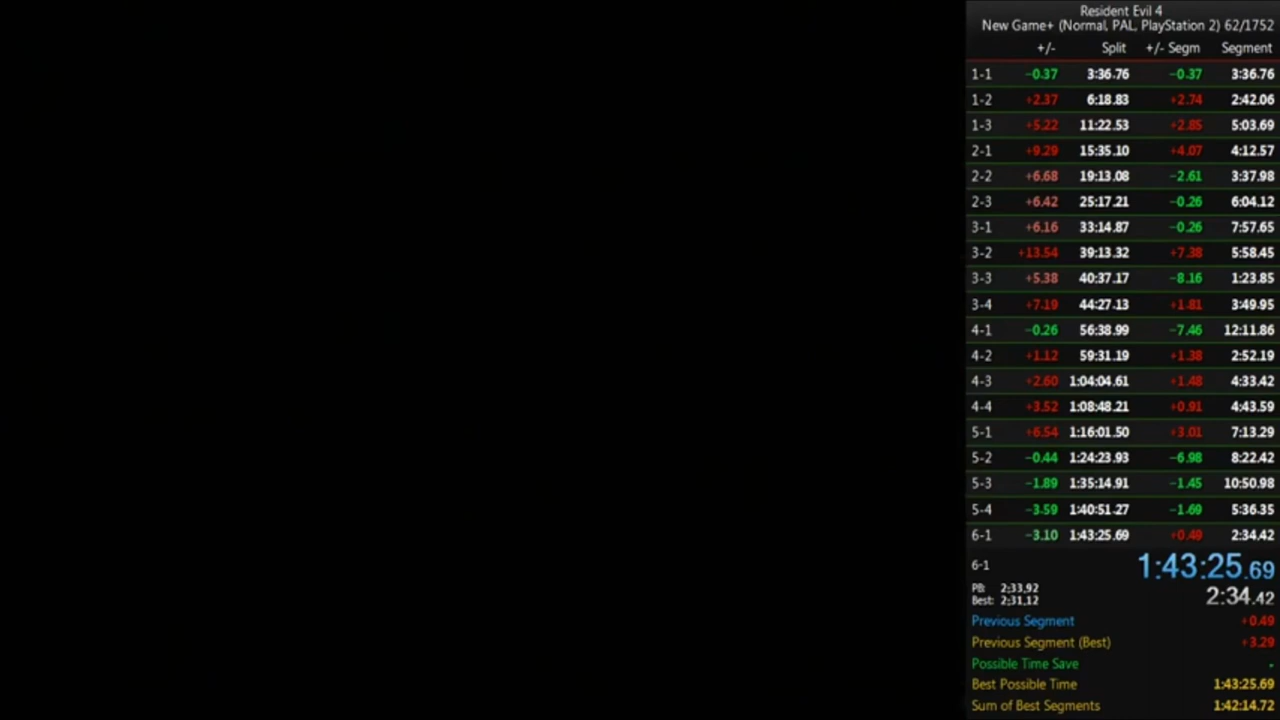 Resident Evil 4
New Game+ (Normal, PAL, PlayStation 2) 62/1752
+/- Split +/- Segm Segment
1-1 −0.37 3:36.76 −0.37 3:36.76
1-2 +2.37 6:18.83 +2.74 2:42.06
1-3 +5.22 11:22.53 +2.85 5:03.69
2-1 +9.29 15:35.10 +4.07 4:12.57
2-2 +6.68 19:13.08 −2.61 3:37.98
2-3 +6.42 25:17.21 −0.26 6:04.12
3-1 +6.16 33:14.87 −0.26 7:57.65
3-2 +13.54 39:13.32 +7.38 5:58.45
3-3 +5.38 40:37.17 −8.16 1:23.85
3-4 +7.19 44:27.13 +1.81 3:49.95
4-1 −0.26 56:38.99 −7.46 12:11.86
4-2 +1.12 59:31.19 +1.38 2:52.19
4-3 +2.60 1:04:04.61 +1.48 4:33.42
4-4 +3.52 1:08:48.21 +0.91 4:43.59
5-1 +6.54 1:16:01.50 +3.01 7:13.29
5-2 −0.44 1:24:23.93 −6.98 8:22.42
5-3 −1.89 1:35:14.91 −1.45 10:50.98
5-4 −3.59 1:40:51.27 −1.69 5:36.35
6-1 −3.10 1:43:25.69 +0.49 2:34.42
6-1 1:43:25.69
PB: 2:33.92
Best: 2:31.12 2:34.42
Previous Segment +0.49
Previous Segment (Best) +3.29
Possible Time Save -
Best Possible Time 1:43:25.69
Sum of Best Segments 1:42:14.72